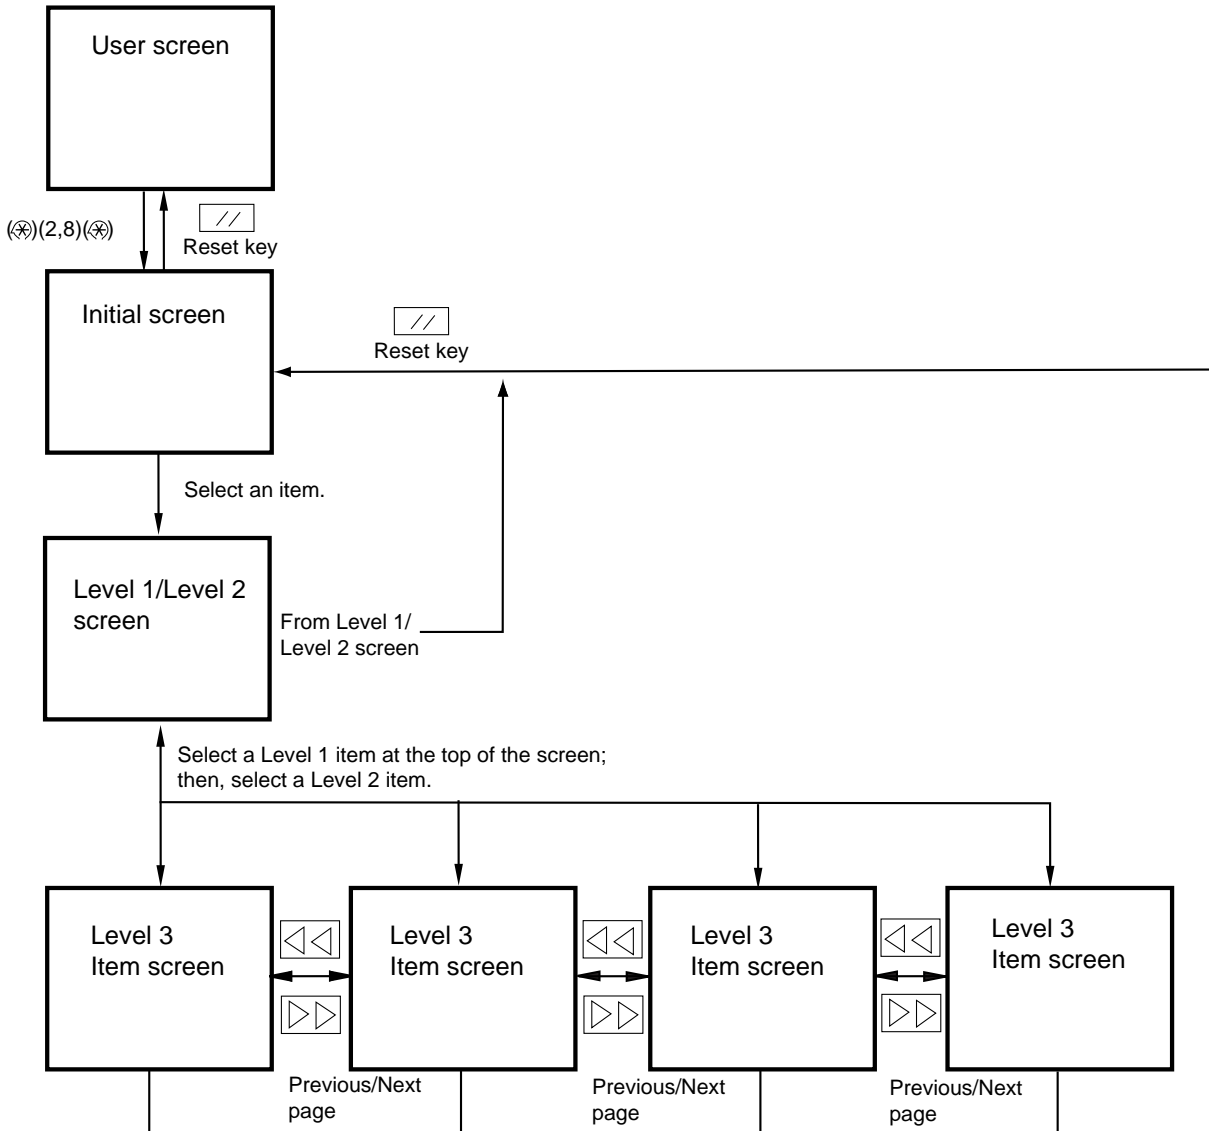 User screen
(✱)(2,8)(✱)
Reset key
Initial screen
Reset key
Select an item.
Level 1/Level 2
screen
From Level 1/
Level 2 screen
Select a Level 1 item at the top of the screen;
then, select a Level 2 item.
Level 3
Item screen
Level 3
Item screen
Level 3
Item screen
Level 3
Item screen
Previous/Next
page
Previous/Next
page
Previous/Next
page